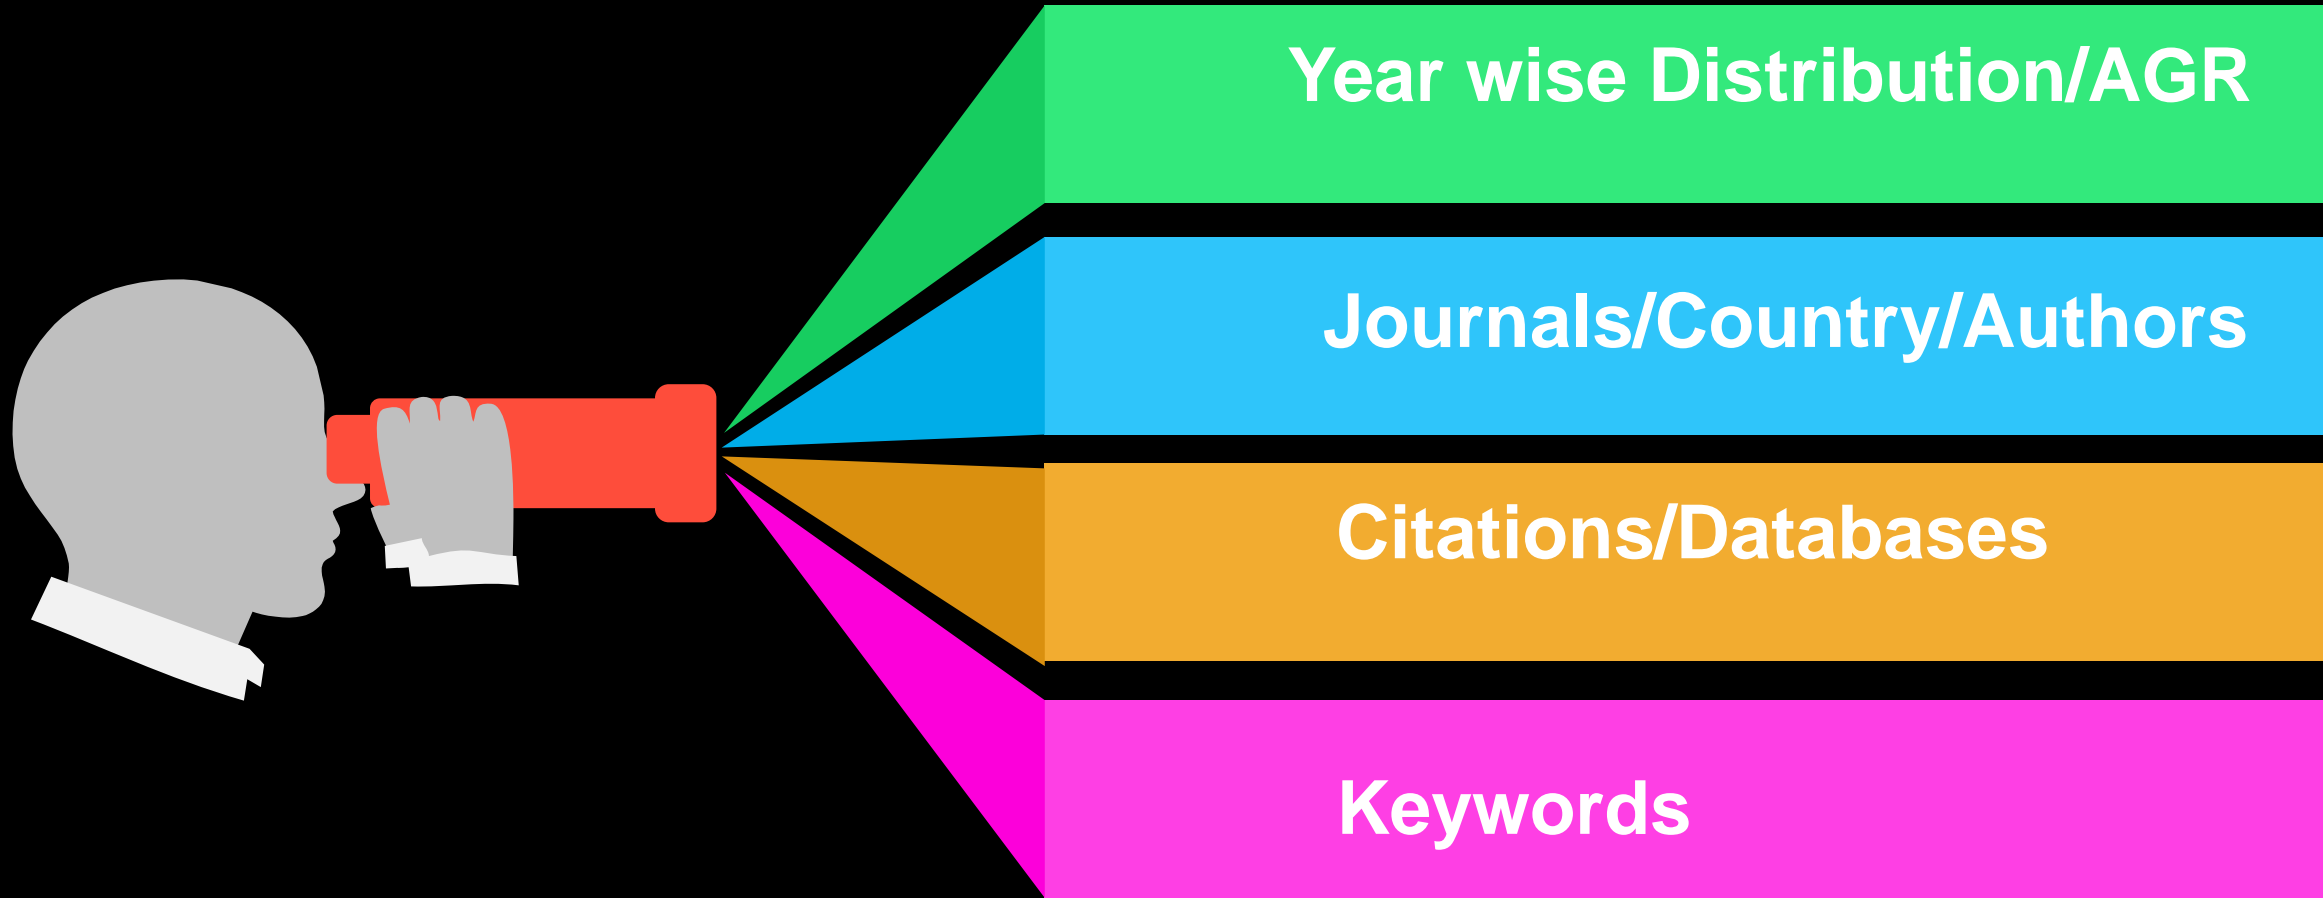 Year wise Distribution/AGR
Journals/Country/Authors
Citations/Databases
Keywords